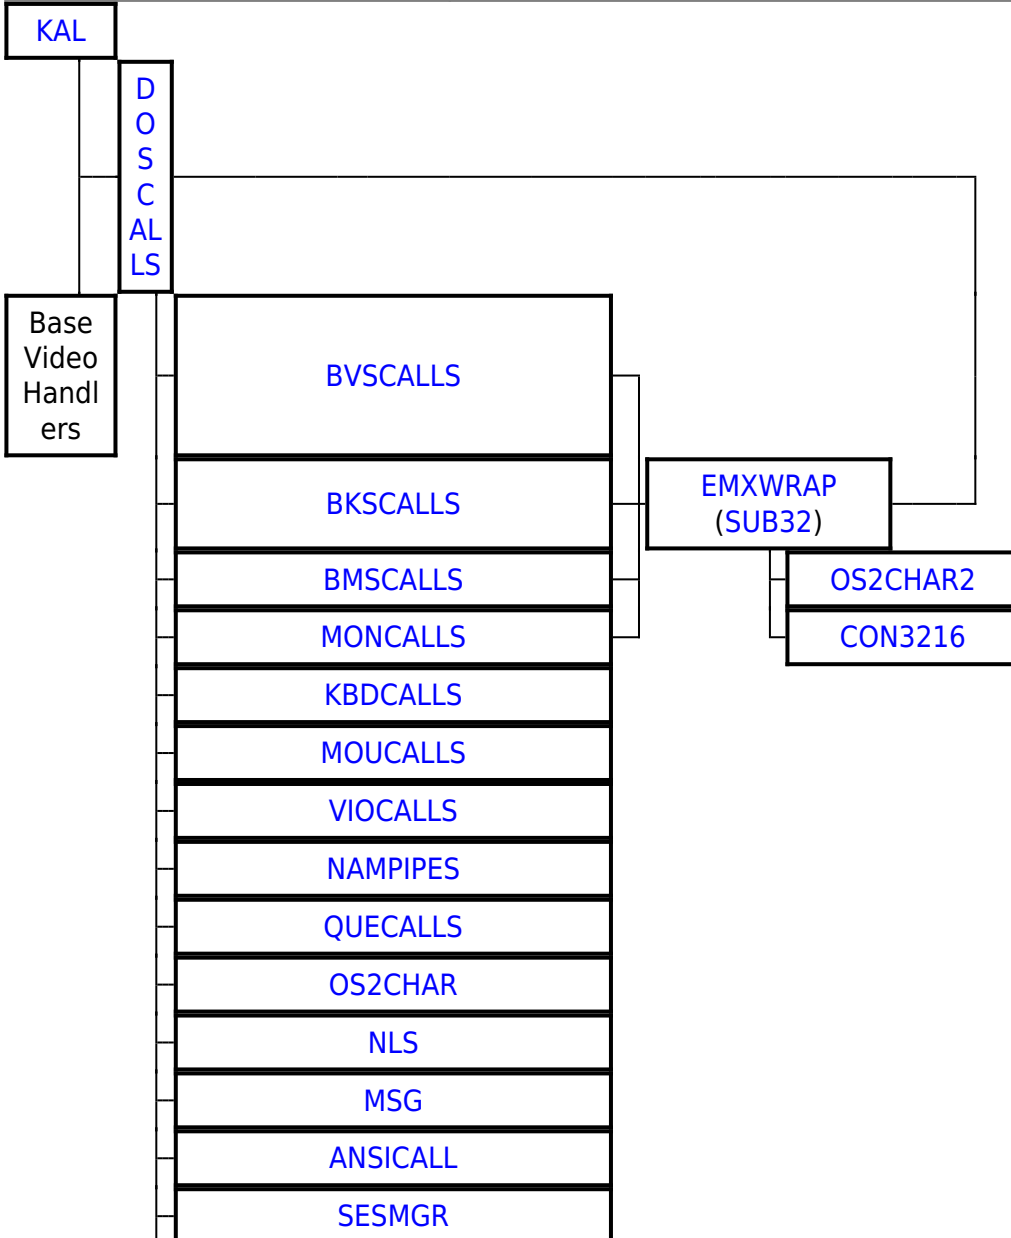 KAL
D
O
S
C
AL
LS
Base
Video
Handl
ers
BVSCALLS
BKSCALLS
EMXWRAP
(SUB32)
BMSCALLS
OS2CHAR2
MONCALLS
CON3216
KBDCALLS
MOUCALLS
VIOCALLS
NAMPIPES
QUECALLS
OS2CHAR
NLS
MSG
ANSICALL
SESMGR